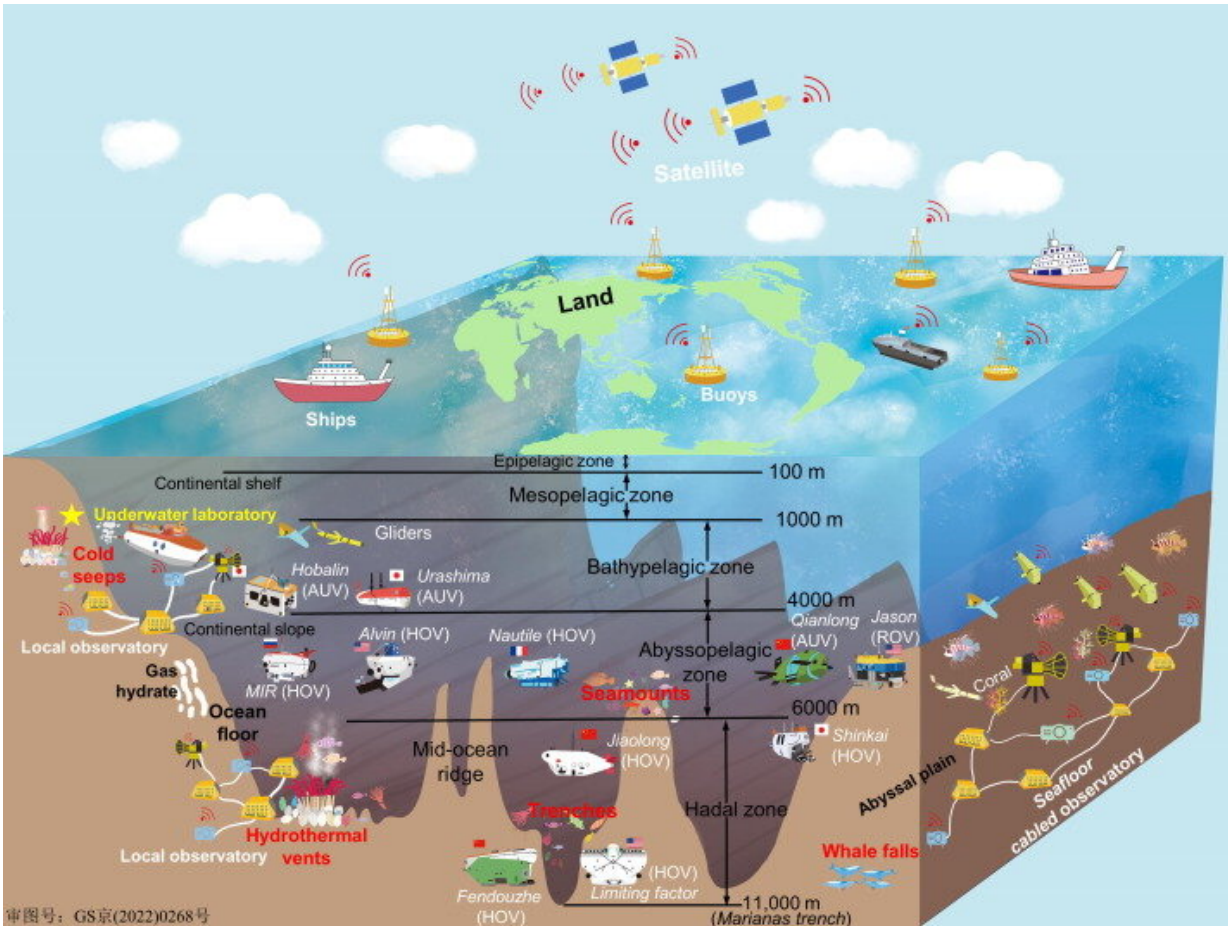 Satellite
Land
Ships
Buoys
Epipelagic zone
100 m
Continental shelf
Mesopelagic zone
Underwater laboratory
1000 m
Gliders
Cold
seeps
Hobalin
(AUV)
Urashima
(AUV)
Bathypelagic zone
4000 m
Continental slope
Local observatory
Alvin (HOV)
Nautile (HOV)
Abyssopelagic
zone
Qianlong
(AUV)
Jason
(ROV)
Gas
hydrate
MIR (HOV)
Seamounts
Coral
6000 m
Ocean
floor
Mid-ocean
ridge
Jiaolong
(HOV)
Shinkai
(HOV)
Abyssal plain
Seafloor
cabled observatory
Trenches
Hadal zone
Hydrothermal
vents
Local observatory
Whale falls
Fendouzhe
(HOV)
(HOV)
Limiting factor
11,000 m
(Marianas trench)
审图号：GS京(2022)0268号